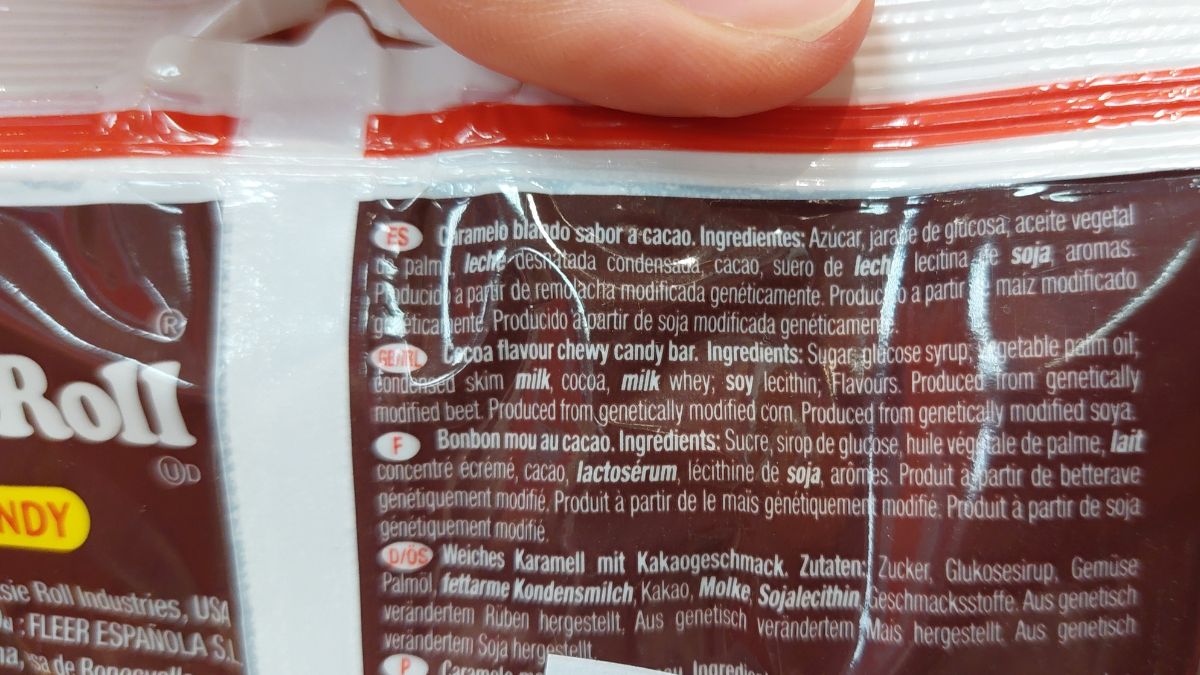 ®
Roll
UD
NDY
sie Roll Industries, USA
: FLEER ESPAÑOLA S.L
na, sa de
ES Caramelo blando sabor a cacao. Ingredientes: Azúcar, jarabe de glucosa, aceite vegetal
de palma, leche desnatada condensada, cacao, suero de leche, lecitina de soja, aromas.
Producido a partir de remolacha modificada genéticamente. Producido a partir de maiz modificado
genéticamente. Producido a partir de soja modificada genéticamente.
GB/IRL Cocoa flavour chewy candy bar. Ingredients: Sugar, glucose syrup; vegetable palm oil;
condensed skim milk, cocoa, milk whey; soy lecithin; Flavours. Produced from genetically
modified beet. Produced from genetically modified corn. Produced from genetically modified soya.
F Bonbon mou au cacao. Ingrédients: Sucre, sirop de glucose, huile végétale de palme, lait
concentré écrémé, cacao, lactosérum, lécithine de soja, arômes. Produit à partir de betterave
génétiquement modifié. Produit à partir de le maïs génétiquement modifié. Produit à partir de soja
génétiquement modifié.
D/ÖS Weiches Karamell mit Kakaogeschmack. Zutaten: Zucker, Glukosesirup, Gemüse
Palmöl, fettarme Kondensmilch, Kakao, Molke, Sojalecithin, Geschmacksstoffe. Aus genetisch
verändertem Rüben hergestellt. Aus genetisch verändertem Mais hergestellt. Aus genetisch
verändertem Soja hergestellt.
P Caramelo